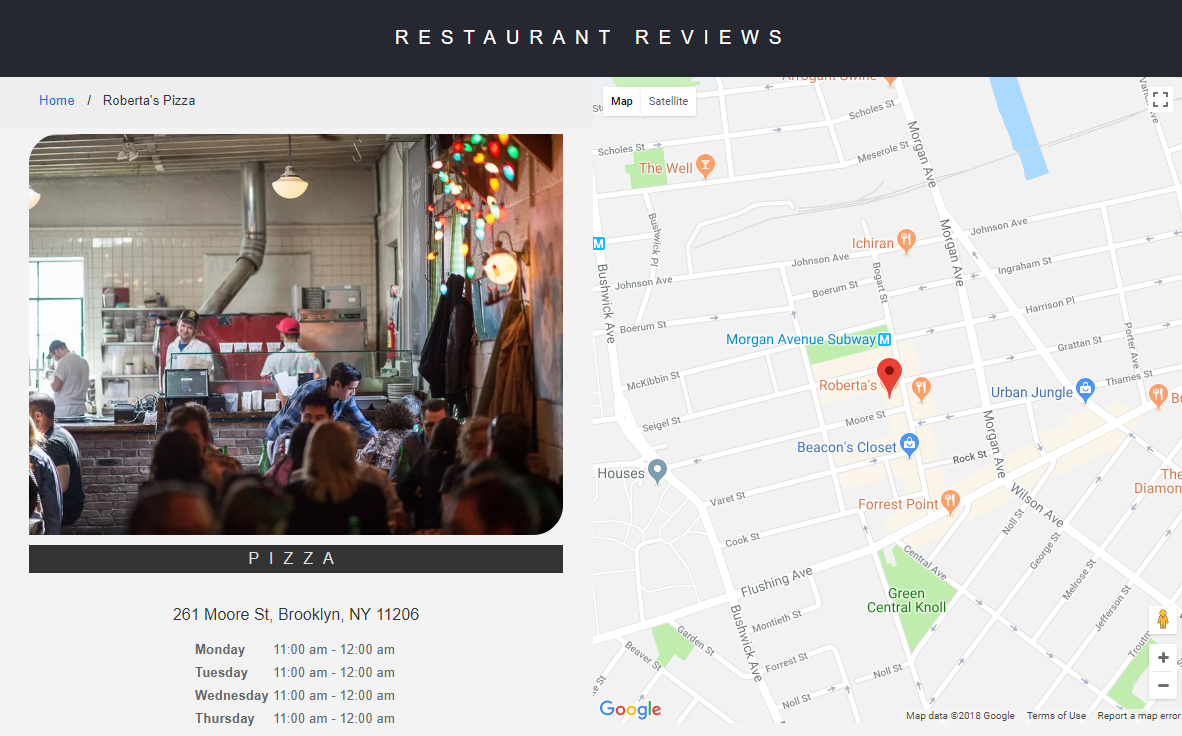 RESTAURANT REVIEWS
Home / Roberta's Pizza
PIZZA
261 Moore St, Brooklyn, NY 11206
Monday 11:00 am - 12:00 am
Tuesday 11:00 am - 12:00 am
Wednesday 11:00 am - 12:00 am
Thursday 11:00 am - 12:00 am
Map Satellite
Arrogant Swine
Scholes St
Morgan Ave
Scholes St
Meserole St
The Well
Bushwick Pl
Johnson Ave
Morgan Ave
M
Ichiran
Johnson Ave
Ingraham St
Bogart St
Johnson Ave
Boerum St
Bushwick Ave
Harrison Pl
Boerum St
Morgan Avenue Subway M
Grattan St
Porter Ave
McKibbin St
Roberta's
Thames St
Urban Jungle
Moore St
Seigel St
Morgan Ave
Beacon's Closet
Rock St
Houses
The
Diamon
Varet St
Forrest Point
Wilson Ave
Noll St
Cook St
George St
Central Ave
Melrose St
Flushing Ave
Green
Central Knoll
Jefferson St
Montieth St
Bushwick Ave
Garden St
Beaver St
Forrest St
Noll St
Troutm
Noll St
+
−
Google
Map data ©2018 Google Terms of Use Report a map error